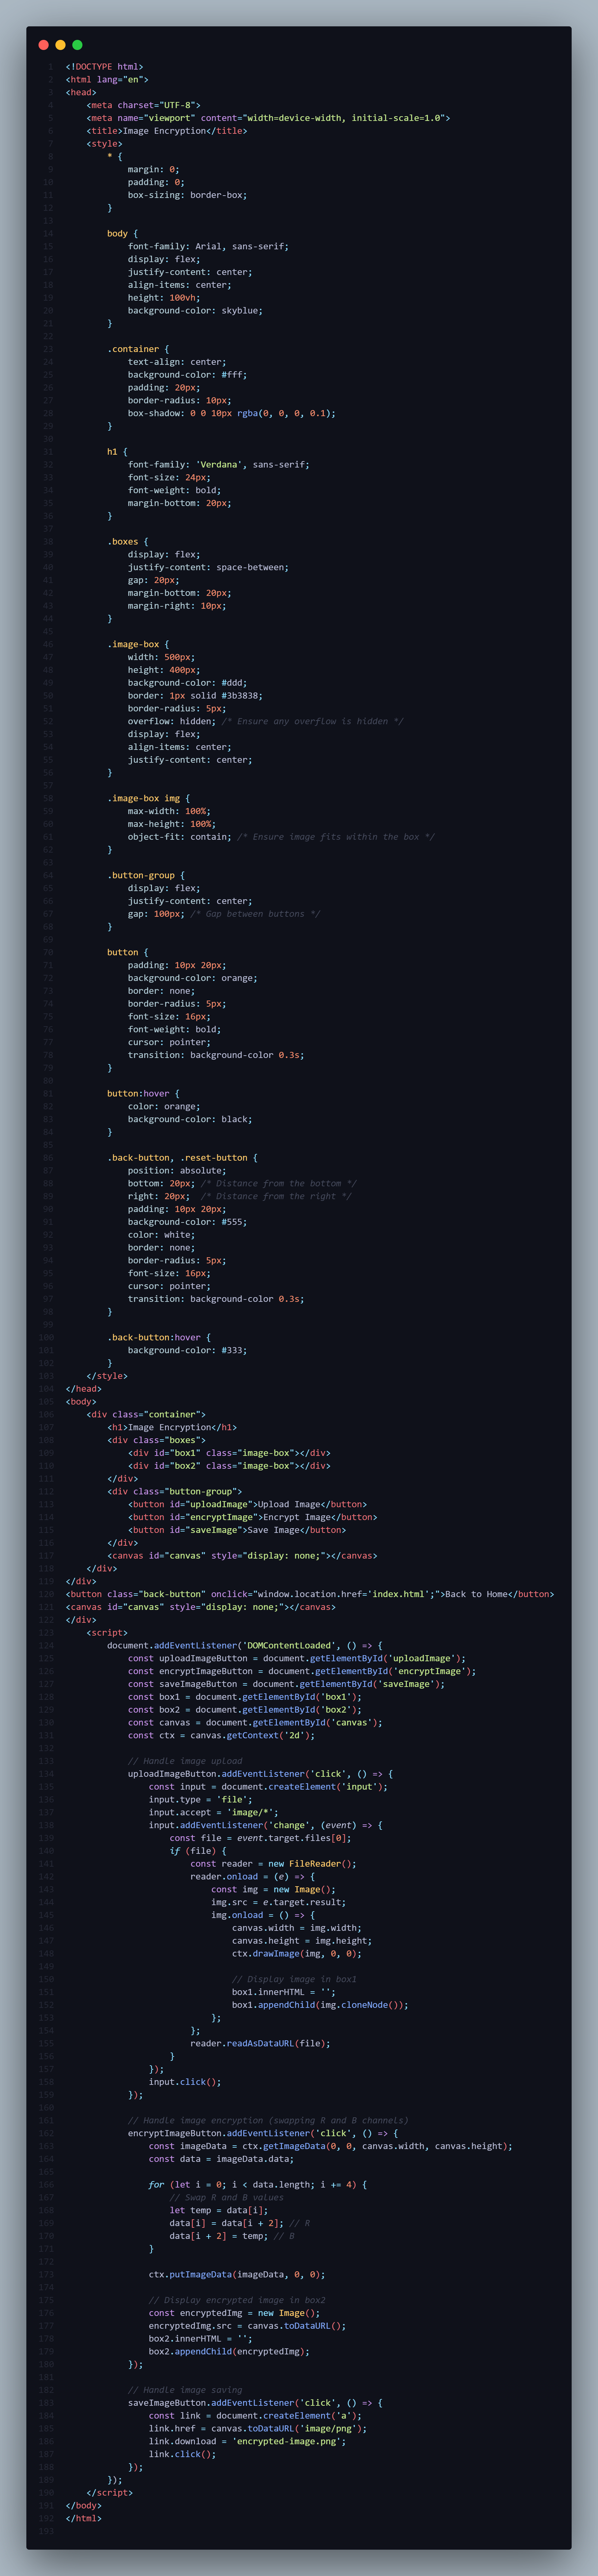 1 <!DOCTYPE html>
2 <html lang="en">
3 <head>
4     <meta charset="UTF-8">
5     <meta name="viewport" content="width=device-width, initial-scale=1.0">
6     <title>Image Encryption</title>
7     <style>
8         * {
9             margin: 0;
10             padding: 0;
11             box-sizing: border-box;
12         }
13
14         body {
15             font-family: Arial, sans-serif;
16             display: flex;
17             justify-content: center;
18             align-items: center;
19             height: 100vh;
20             background-color: skyblue;
21         }
22
23         .container {
24             text-align: center;
25             background-color: #fff;
26             padding: 20px;
27             border-radius: 10px;
28             box-shadow: 0 0 10px rgba(0, 0, 0, 0.1);
29         }
30
31         h1 {
32             font-family: 'Verdana', sans-serif;
33             font-size: 24px;
34             font-weight: bold;
35             margin-bottom: 20px;
36         }
37
38         .boxes {
39             display: flex;
40             justify-content: space-between;
41             gap: 20px;
42             margin-bottom: 20px;
43             margin-right: 10px;
44         }
45
46         .image-box {
47             width: 500px;
48             height: 400px;
49             background-color: #ddd;
50             border: 1px solid #3b3838;
51             border-radius: 5px;
52             overflow: hidden; /* Ensure any overflow is hidden */
53             display: flex;
54             align-items: center;
55             justify-content: center;
56         }
57
58         .image-box img {
59             max-width: 100%;
60             max-height: 100%;
61             object-fit: contain; /* Ensure image fits within the box */
62         }
63
64         .button-group {
65             display: flex;
66             justify-content: center;
67             gap: 100px; /* Gap between buttons */
68         }
69
70         button {
71             padding: 10px 20px;
72             background-color: orange;
73             border: none;
74             border-radius: 5px;
75             font-size: 16px;
76             font-weight: bold;
77             cursor: pointer;
78             transition: background-color 0.3s;
79         }
80
81         button:hover {
82             color: orange;
83             background-color: black;
84         }
85
86         .back-button, .reset-button {
87             position: absolute;
88             bottom: 20px; /* Distance from the bottom */
89             right: 20px;  /* Distance from the right */
90             padding: 10px 20px;
91             background-color: #555;
92             color: white;
93             border: none;
94             border-radius: 5px;
95             font-size: 16px;
96             cursor: pointer;
97             transition: background-color 0.3s;
98         }
99
100         .back-button:hover {
101             background-color: #333;
102         }
103     </style>
104 </head>
105 <body>
106     <div class="container">
107         <h1>Image Encryption</h1>
108         <div class="boxes">
109             <div id="box1" class="image-box"></div>
110             <div id="box2" class="image-box"></div>
111         </div>
112         <div class="button-group">
113             <button id="uploadImage">Upload Image</button>
114             <button id="encryptImage">Encrypt Image</button>
115             <button id="saveImage">Save Image</button>
116         </div>
117         <canvas id="canvas" style="display: none;"></canvas>
118     </div>
119 </div>
120 <button class="back-button" onclick="window.location.href='index.html';">Back to Home</button>
121 <canvas id="canvas" style="display: none;"></canvas>
122 </div>
123     <script>
124         document.addEventListener('DOMContentLoaded', () => {
125             const uploadImageButton = document.getElementById('uploadImage');
126             const encryptImageButton = document.getElementById('encryptImage');
127             const saveImageButton = document.getElementById('saveImage');
128             const box1 = document.getElementById('box1');
129             const box2 = document.getElementById('box2');
130             const canvas = document.getElementById('canvas');
131             const ctx = canvas.getContext('2d');
132
133             // Handle image upload
134             uploadImageButton.addEventListener('click', () => {
135                 const input = document.createElement('input');
136                 input.type = 'file';
137                 input.accept = 'image/*';
138                 input.addEventListener('change', (event) => {
139                     const file = event.target.files[0];
140                     if (file) {
141                         const reader = new FileReader();
142                         reader.onload = (e) => {
143                             const img = new Image();
144                             img.src = e.target.result;
145                             img.onload = () => {
146                                 canvas.width = img.width;
147                                 canvas.height = img.height;
148                                 ctx.drawImage(img, 0, 0);
149
150                                 // Display image in box1
151                                 box1.innerHTML = '';
152                                 box1.appendChild(img.cloneNode());
153                             };
154                         };
155                         reader.readAsDataURL(file);
156                     }
157                 });
158                 input.click();
159             });
160
161             // Handle image encryption (swapping R and B channels)
162             encryptImageButton.addEventListener('click', () => {
163                 const imageData = ctx.getImageData(0, 0, canvas.width, canvas.height);
164                 const data = imageData.data;
165
166                 for (let i = 0; i < data.length; i += 4) {
167                     // Swap R and B values
168                     let temp = data[i];
169                     data[i] = data[i + 2]; // R
170                     data[i + 2] = temp; // B
171                 }
172
173                 ctx.putImageData(imageData, 0, 0);
174
175                 // Display encrypted image in box2
176                 const encryptedImg = new Image();
177                 encryptedImg.src = canvas.toDataURL();
178                 box2.innerHTML = '';
179                 box2.appendChild(encryptedImg);
180             });
181
182             // Handle image saving
183             saveImageButton.addEventListener('click', () => {
184                 const link = document.createElement('a');
185                 link.href = canvas.toDataURL('image/png');
186                 link.download = 'encrypted-image.png';
187                 link.click();
188             });
189         });
190     </script>
191 </body>
192 </html>
193